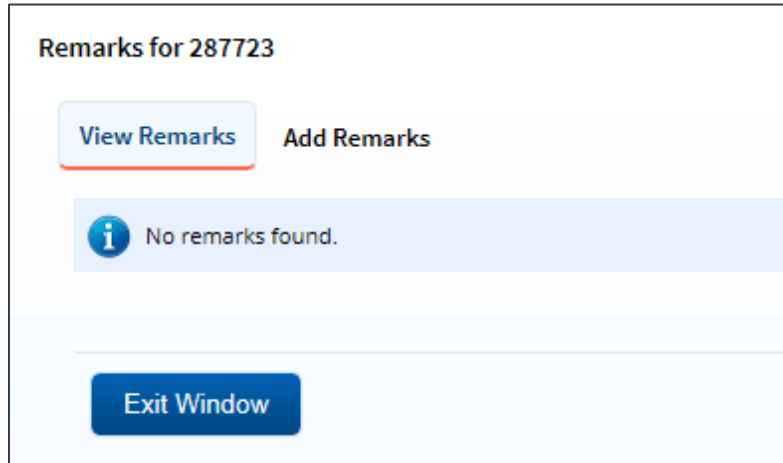 Remarks for 287723
View Remarks Add Remarks
No remarks found.
Exit Window